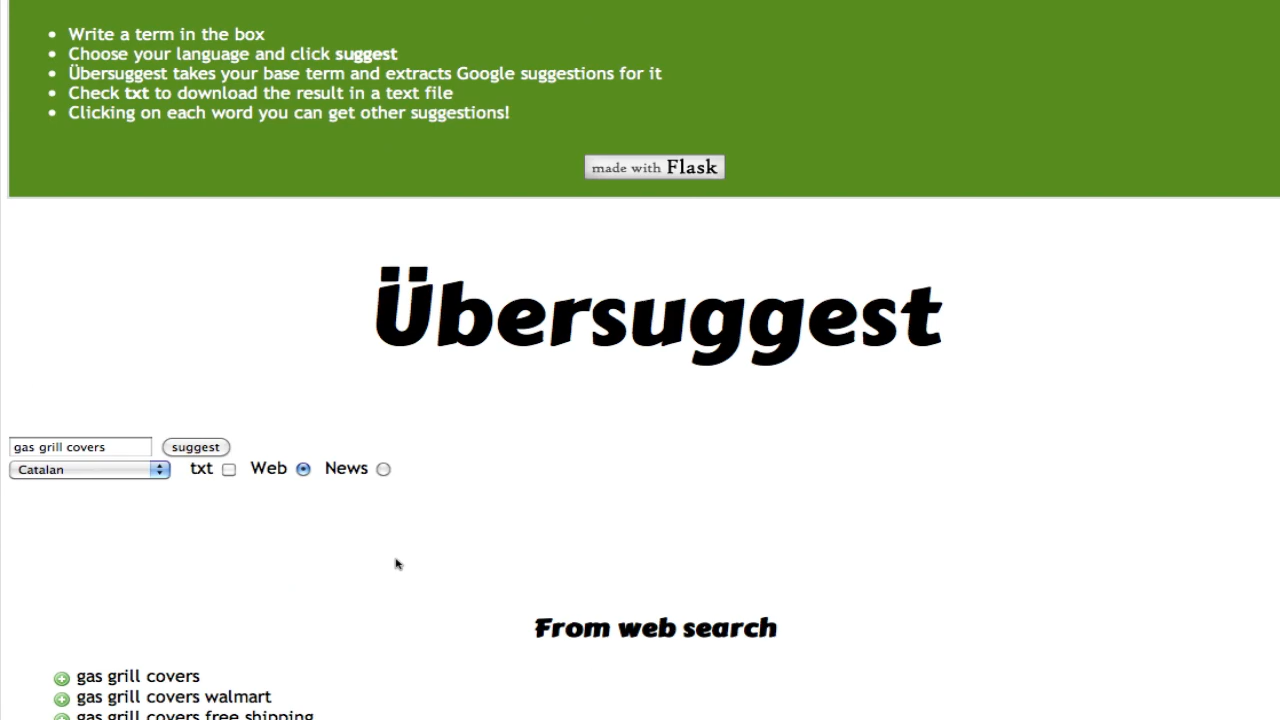 Write a term in the box
Choose your language and click suggest
Übersuggest takes your base term and extracts Google suggestions for it
Check txt to download the result in a text file
Clicking on each word you can get other suggestions!
made with Flask
Übersuggest
gas grill covers suggest
Catalan txt Web News
From web search
gas grill covers
gas grill covers walmart
gas grill covers free shipping